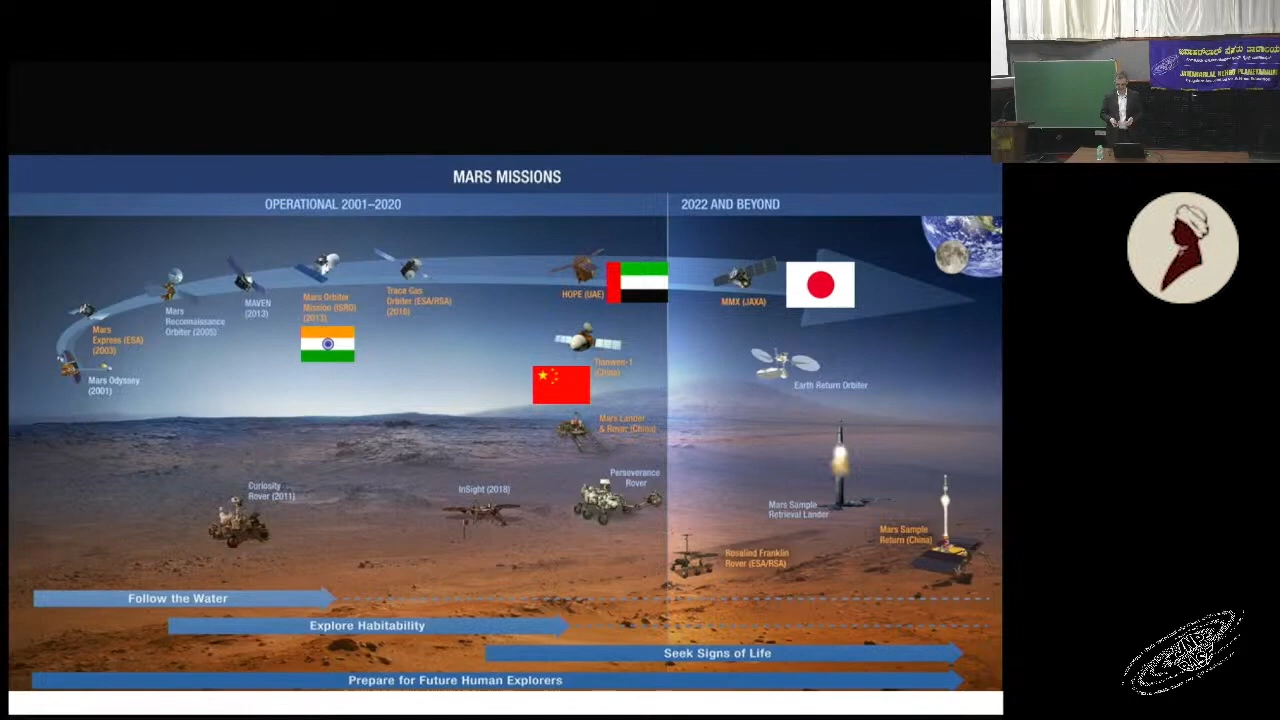 MARS MISSIONS
OPERATIONAL 2001–2020
2022 AND BEYOND
Mars Odyssey
(2001)
Mars
Express (ESA)
(2003)
Mars
Reconnaissance
Orbiter (2005)
MAVEN
(2013)
Mars Orbiter
Mission (ISRO)
(2013)
Trace Gas
Orbiter (ESA/RSA)
(2016)
HOPE (UAE)
MMX (JAXA)
Tianwen-1
(China)
Earth Return Orbiter
Mars Lander
& Rover (China)
Curiosity
Rover (2011)
InSight (2018)
Perseverance
Rover
Mars Sample
Retrieval Lander
Mars Sample
Return (China)
Rosalind Franklin
Rover (ESA/RSA)
Follow the Water
Explore Habitability
Seek Signs of Life
Prepare for Future Human Explorers
JAWAHARLAL NEHRU PLANETARIUM